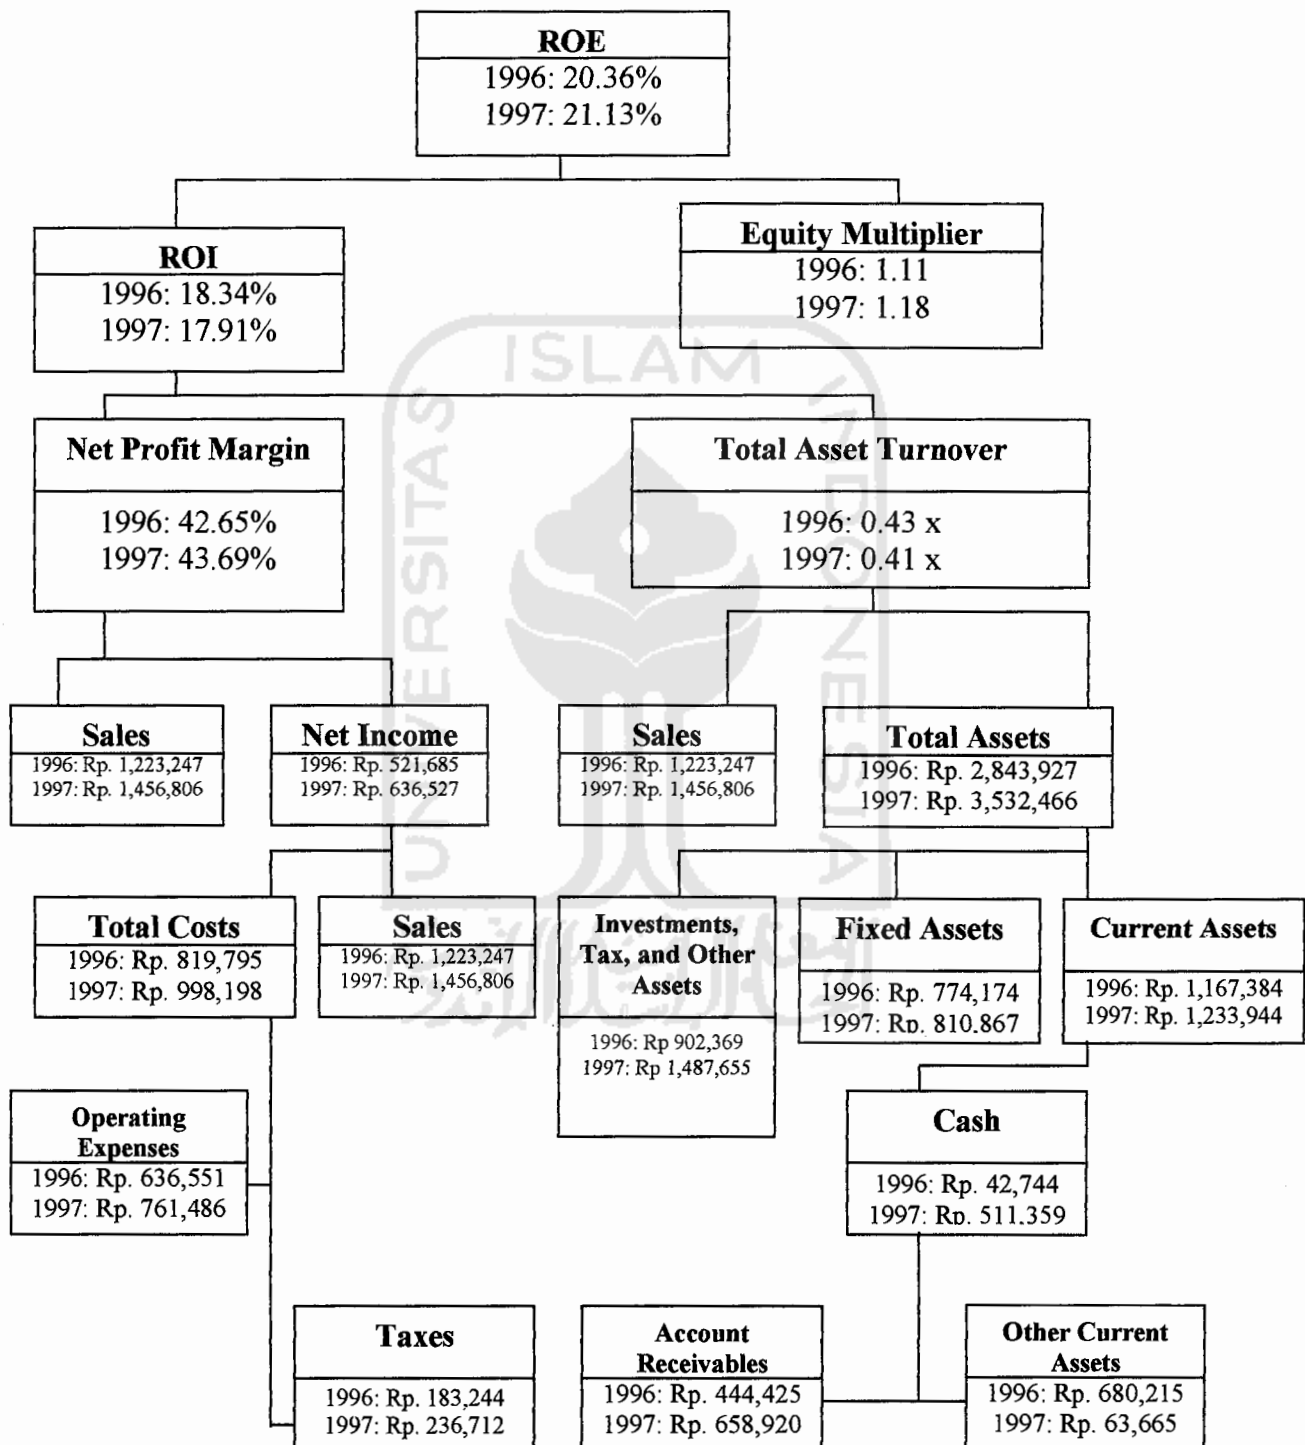 ROE
1996: 20.36%
1997: 21.13%
ROI
1996: 18.34%
1997: 17.91%
Equity Multiplier
1996: 1.11
1997: 1.18
Net Profit Margin
1996: 42.65%
1997: 43.69%
Total Asset Turnover
1996: 0.43 x
1997: 0.41 x
Sales
1996: Rp. 1,223,247
1997: Rp. 1,456,806
Net Income
1996: Rp. 521,685
1997: Rp. 636,527
Sales
1996: Rp. 1,223,247
1997: Rp. 1,456,806
Total Assets
1996: Rp. 2,843,927
1997: Rp. 3,532,466
Total Costs
1996: Rp. 819,795
1997: Rp. 998,198
Sales
1996: Rp. 1,223,247
1997: Rp. 1,456,806
Investments,
Tax, and Other
Assets
1996: Rp 902,369
1997: Rp 1,487,655
Fixed Assets
1996: Rp. 774,174
1997: Rp. 810.867
Current Assets
1996: Rp. 1,167,384
1997: Rp. 1,233,944
Operating
Expenses
1996: Rp. 636,551
1997: Rp. 761,486
Cash
1996: Rp. 42,744
1997: Rp. 511.359
Taxes
1996: Rp. 183,244
1997: Rp. 236,712
Account
Receivables
1996: Rp. 444,425
1997: Rp. 658,920
Other Current
Assets
1996: Rp. 680,215
1997: Rp. 63,665
UNIVERSITAS
ISLAM
INDONESIA